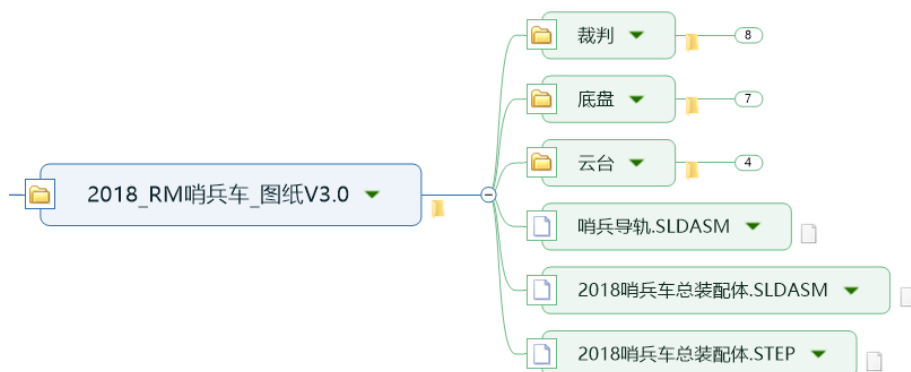 裁判
8
底盘
7
2018_RM哨兵车_图纸V3.0
云台
4
哨兵导轨.SLDASM
2018哨兵车总装配体.SLDASM
2018哨兵车总装配体.STEP